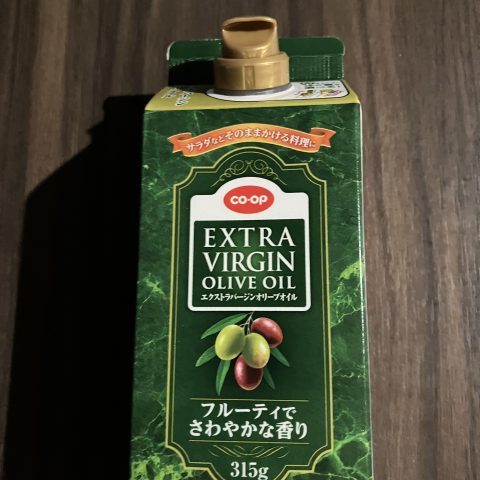 サラダなどそのままかける料理に
CO・OP
EXTRA
VIRGIN
OLIVE OIL
エクストラバージンオリーブオイル
フルーティで
さわやかな香り
315g